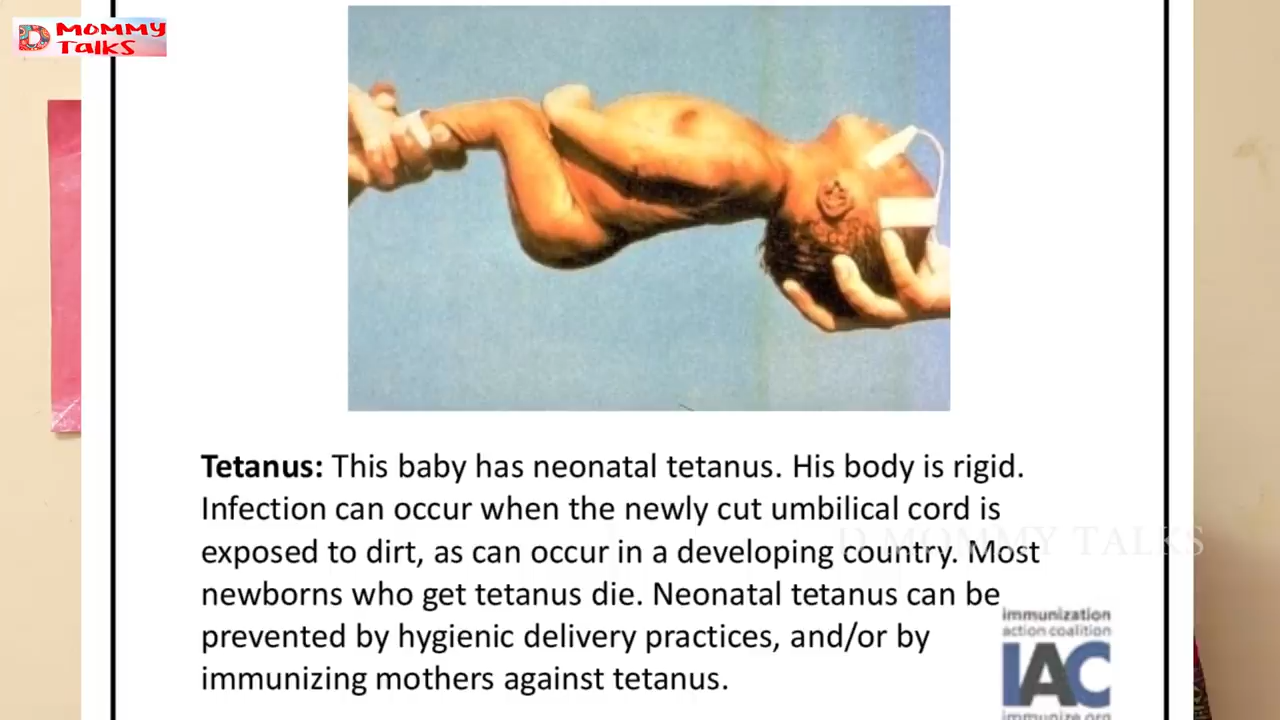 D MOMMY
TALKS
Tetanus: This baby has neonatal tetanus. His body is rigid.
Infection can occur when the newly cut umbilical cord is
exposed to dirt, as can occur in a developing country. Most
newborns who get tetanus die. Neonatal tetanus can be
prevented by hygienic delivery practices, and/or by
immunizing mothers against tetanus.
D MOMMY TALKS
immunization
action coalition
IAC
immunize.org